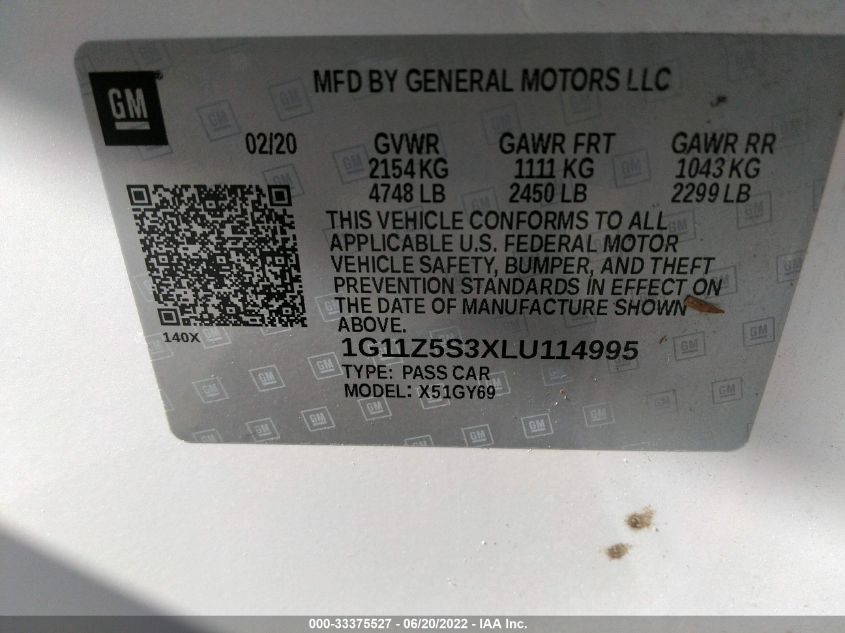 GM
MFD BY GENERAL MOTORS LLC
02/20 GVWR GAWR FRT GAWR RR
2154 KG 1111 KG 1043 KG
4748 LB 2450 LB 2299 LB
THIS VEHICLE CONFORMS TO ALL
APPLICABLE U.S. FEDERAL MOTOR
VEHICLE SAFETY, BUMPER, AND THEFT
PREVENTION STANDARDS IN EFFECT ON
THE DATE OF MANUFACTURE SHOWN
ABOVE.
140X
1G11Z5S3XLU114995
TYPE: PASS CAR
MODEL: X51GY69
000-33375527 - 06/20/2022 - IAA Inc.